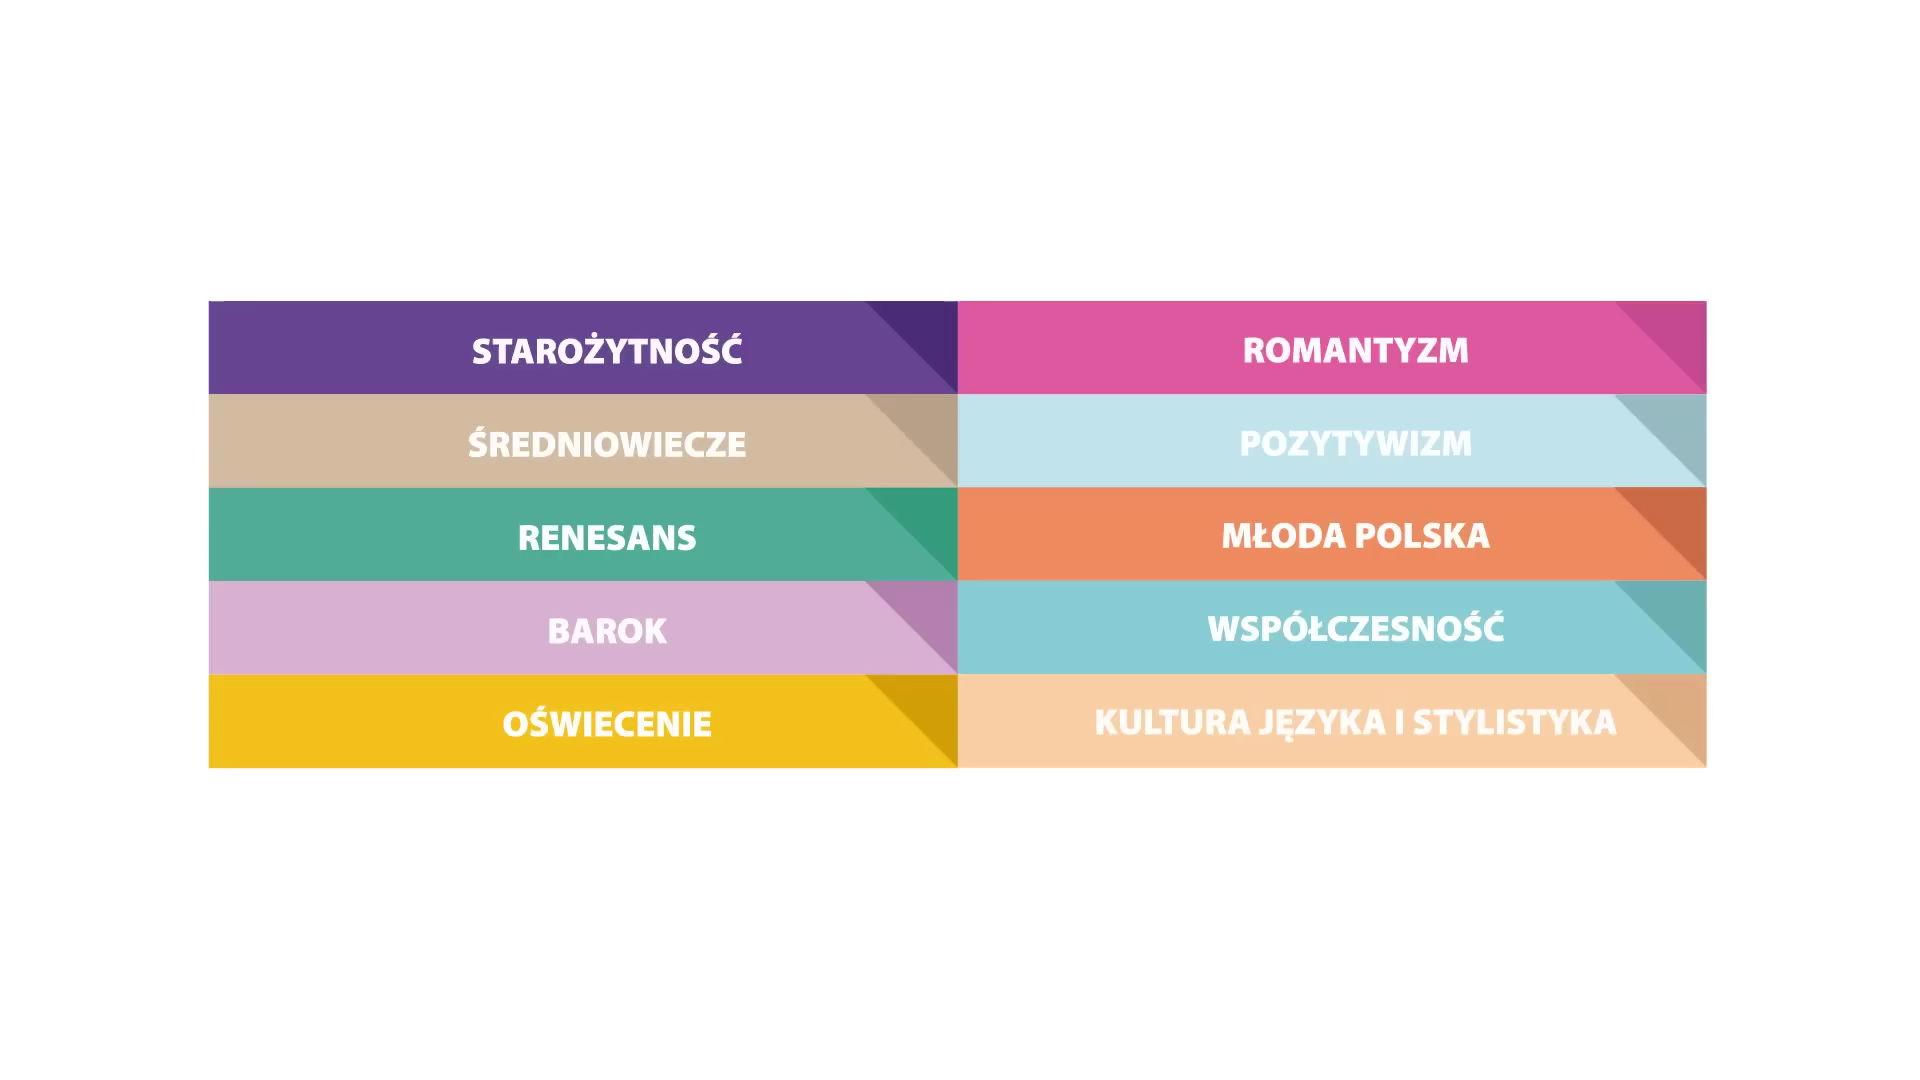 STAROŻYTNOŚĆ
ŚREDNIOWIECZE
RENESANS
BAROK
OŚWIECENIE
ROMANTYZM
POZYTYWIZM
MŁODA POLSKA
WSPÓŁCZESNOŚĆ
KULTURA JĘZYKA I STYLISTYKA